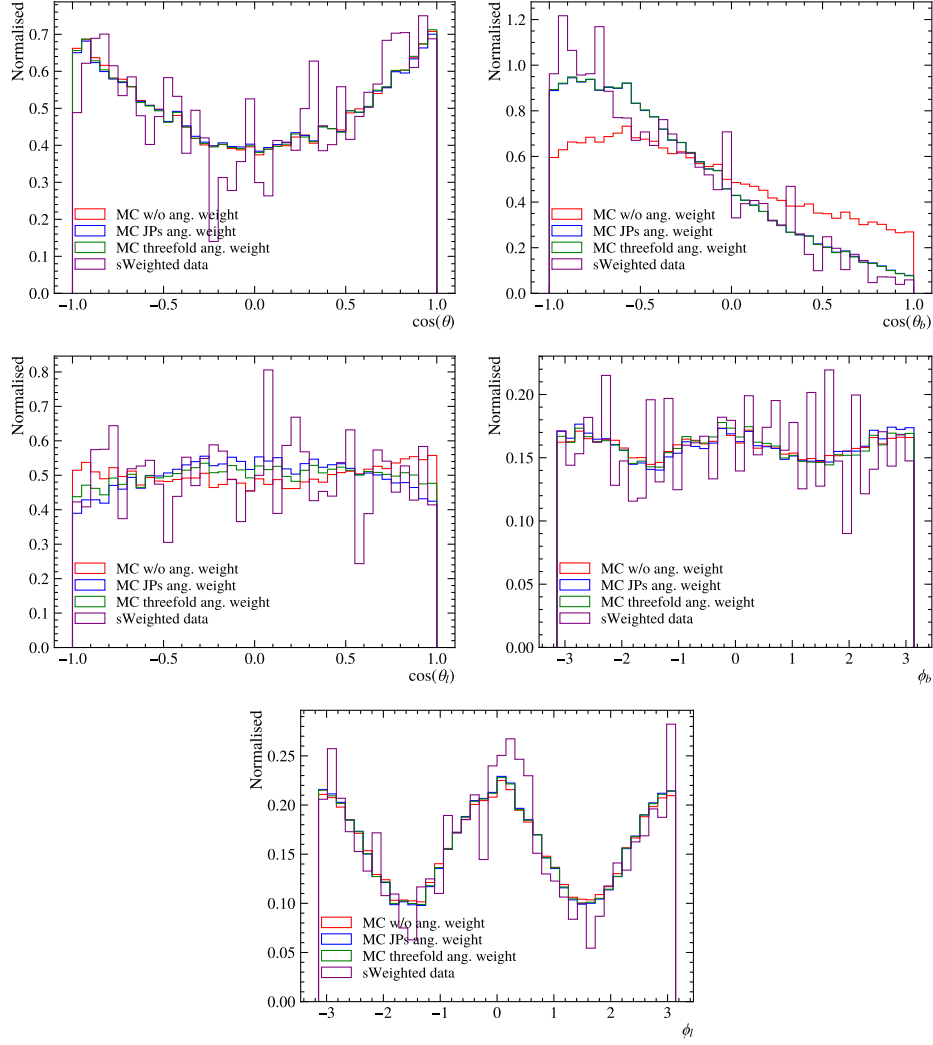 Normalised
0.7
0.6
0.5
0.4
0.3
0.2
0.1
0.0
MC w/o ang. weight
MC JPs ang. weight
MC threefold ang. weight
sWeighted data
−1.0 −0.5 0.0 0.5 1.0
cos(θ)
Normalised
1.2
1.0
0.8
0.6
0.4
0.2
0.0
MC w/o ang. weight
MC JPs ang. weight
MC threefold ang. weight
sWeighted data
−1.0 −0.5 0.0 0.5 1.0
cos(θ_b)
Normalised
0.8
0.7
0.6
0.5
0.4
0.3
0.2
0.1
0.0
MC w/o ang. weight
MC JPs ang. weight
MC threefold ang. weight
sWeighted data
−1.0 −0.5 0.0 0.5 1.0
cos(θ_l)
Normalised
0.20
0.15
0.10
0.05
0.00
MC w/o ang. weight
MC JPs ang. weight
MC threefold ang. weight
sWeighted data
−3 −2 −1 0 1 2 3
ϕ_b
Normalised
0.25
0.20
0.15
0.10
0.05
0.00
MC w/o ang. weight
MC JPs ang. weight
MC threefold ang. weight
sWeighted data
−3 −2 −1 0 1 2 3
ϕ_l